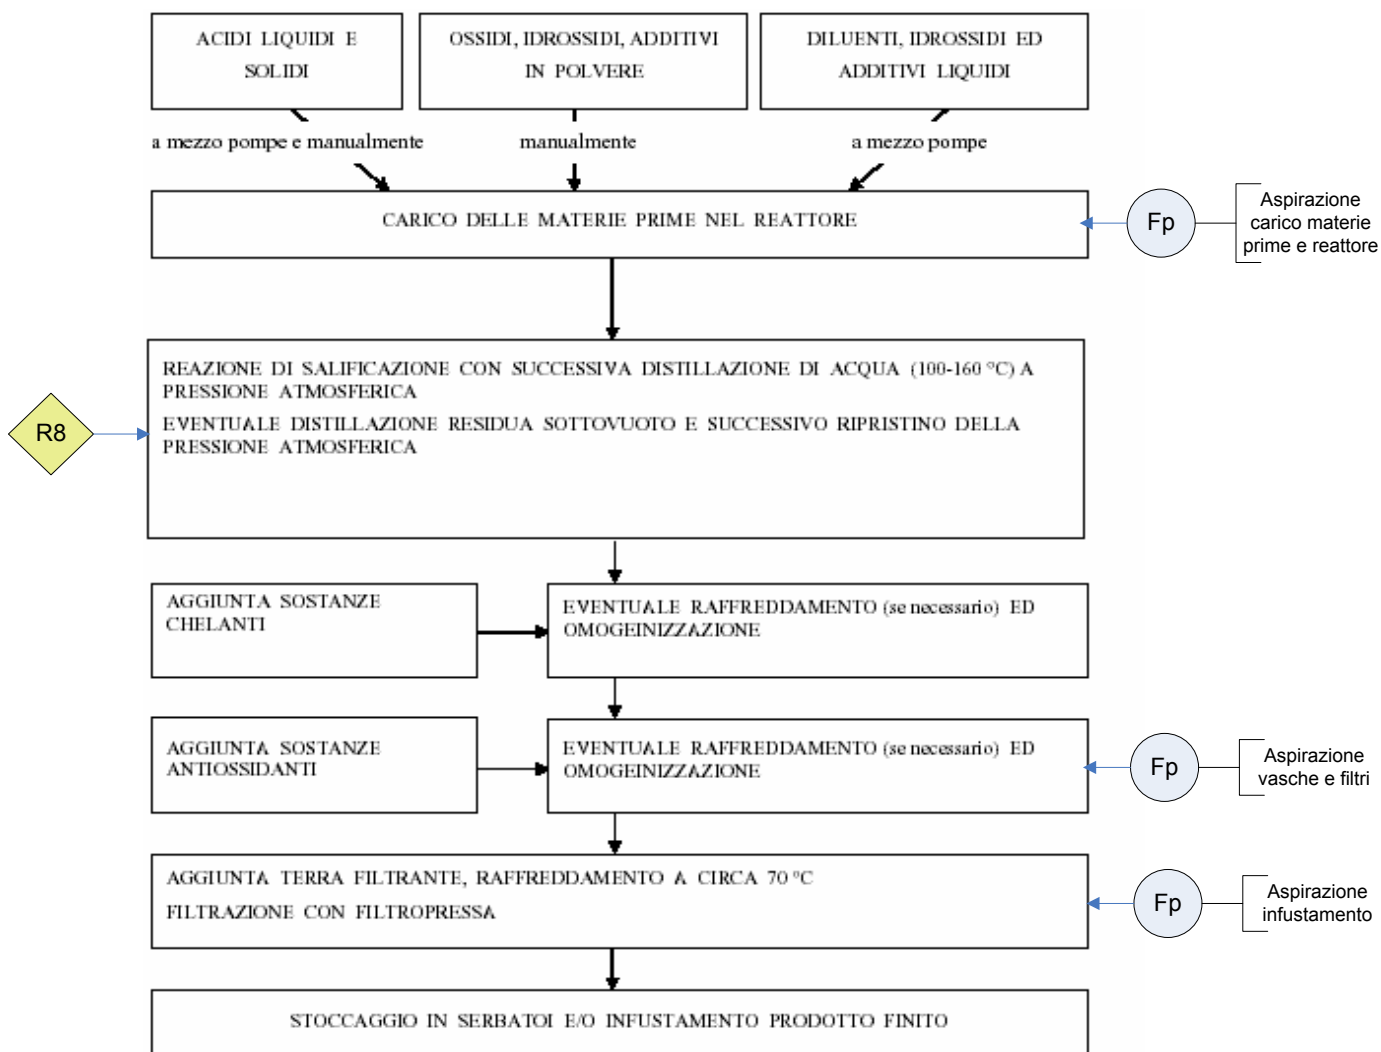 ACIDI LIQUIDI E
SOLIDI
OSSIDI, IDROSSIDI, ADDITIVI
IN POLVERE
DILUENTI, IDROSSIDI ED
ADDITIVI LIQUIDI
a mezzo pompe e manualmente
manualmente
a mezzo pompe
CARICO DELLE MATERIE PRIME NEL REATTORE
Fp
Aspirazione
carico materie
prime e reattore
REAZIONE DI SALIFICAZIONE CON SUCCESSIVA DISTILLAZIONE DI ACQUA (100-160 °C) A
PRESSIONE ATMOSFERICA
EVENTUALE DISTILLAZIONE RESIDUA SOTTOVUOTO E SUCCESSIVO RIPRISTINO DELLA
PRESSIONE ATMOSFERICA
R8
AGGIUNTA SOSTANZE
CHELANTI
EVENTUALE RAFFREDDAMENTO (se necessario) ED
OMOGEINIZZAZIONE
AGGIUNTA SOSTANZE
ANTIOSSIDANTI
EVENTUALE RAFFREDDAMENTO (se necessario) ED
OMOGEINIZZAZIONE
Fp
Aspirazione
vasche e filtri
AGGIUNTA TERRA FILTRANTE, RAFFREDDAMENTO A CIRCA 70 °C
FILTRAZIONE CON FILTROPRESSA
Fp
Aspirazione
infustamento
STOCCAGGIO IN SERBATOI E/O INFUSTAMENTO PRODOTTO FINITO